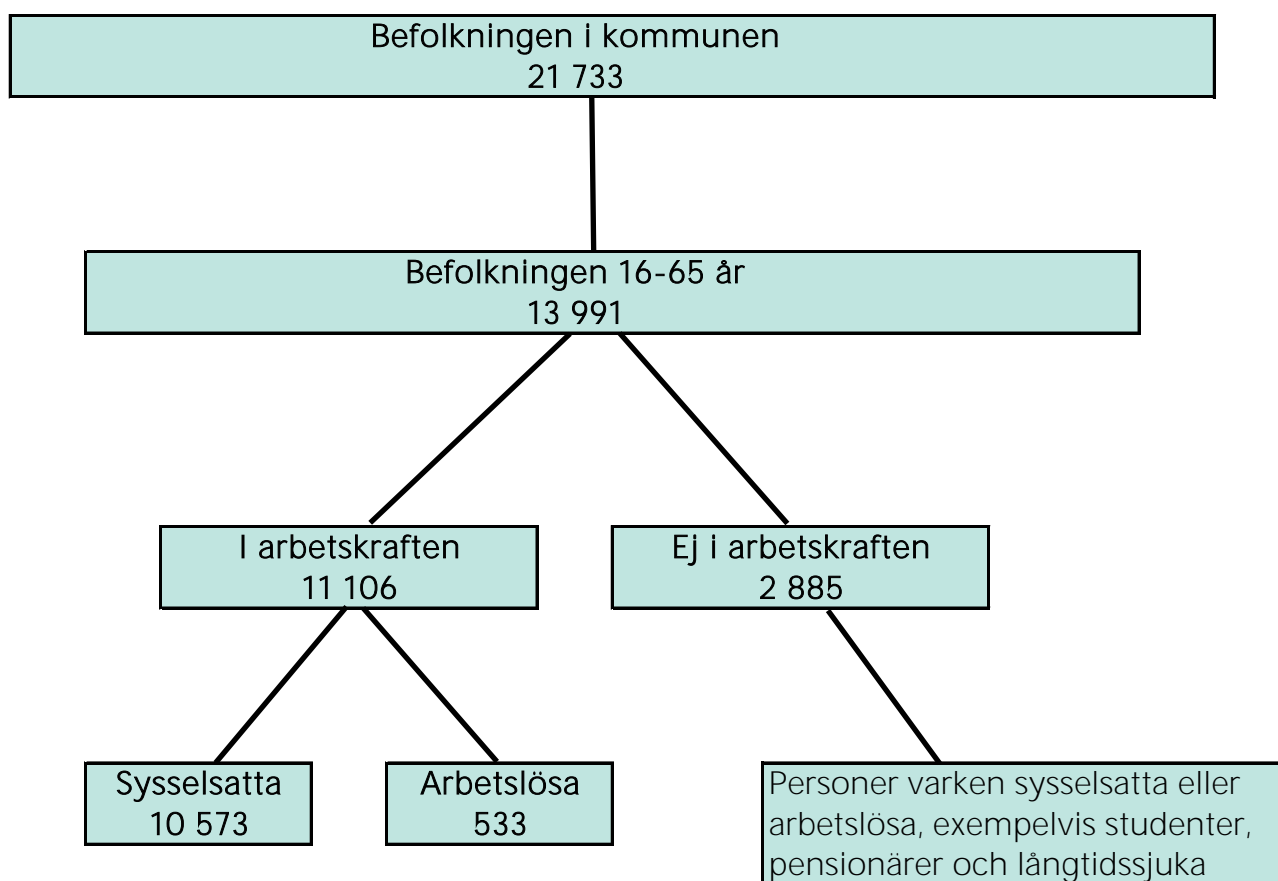 Befolkningen i kommunen
21 733
Befolkningen 16-65 år
13 991
I arbetskraften
11 106
Ej i arbetskraften
2 885
Sysselsatta
10 573
Arbetslösa
533
Personer varken sysselsatta eller
arbetslösa, exempelvis studenter,
pensionärer och långtidssjuka